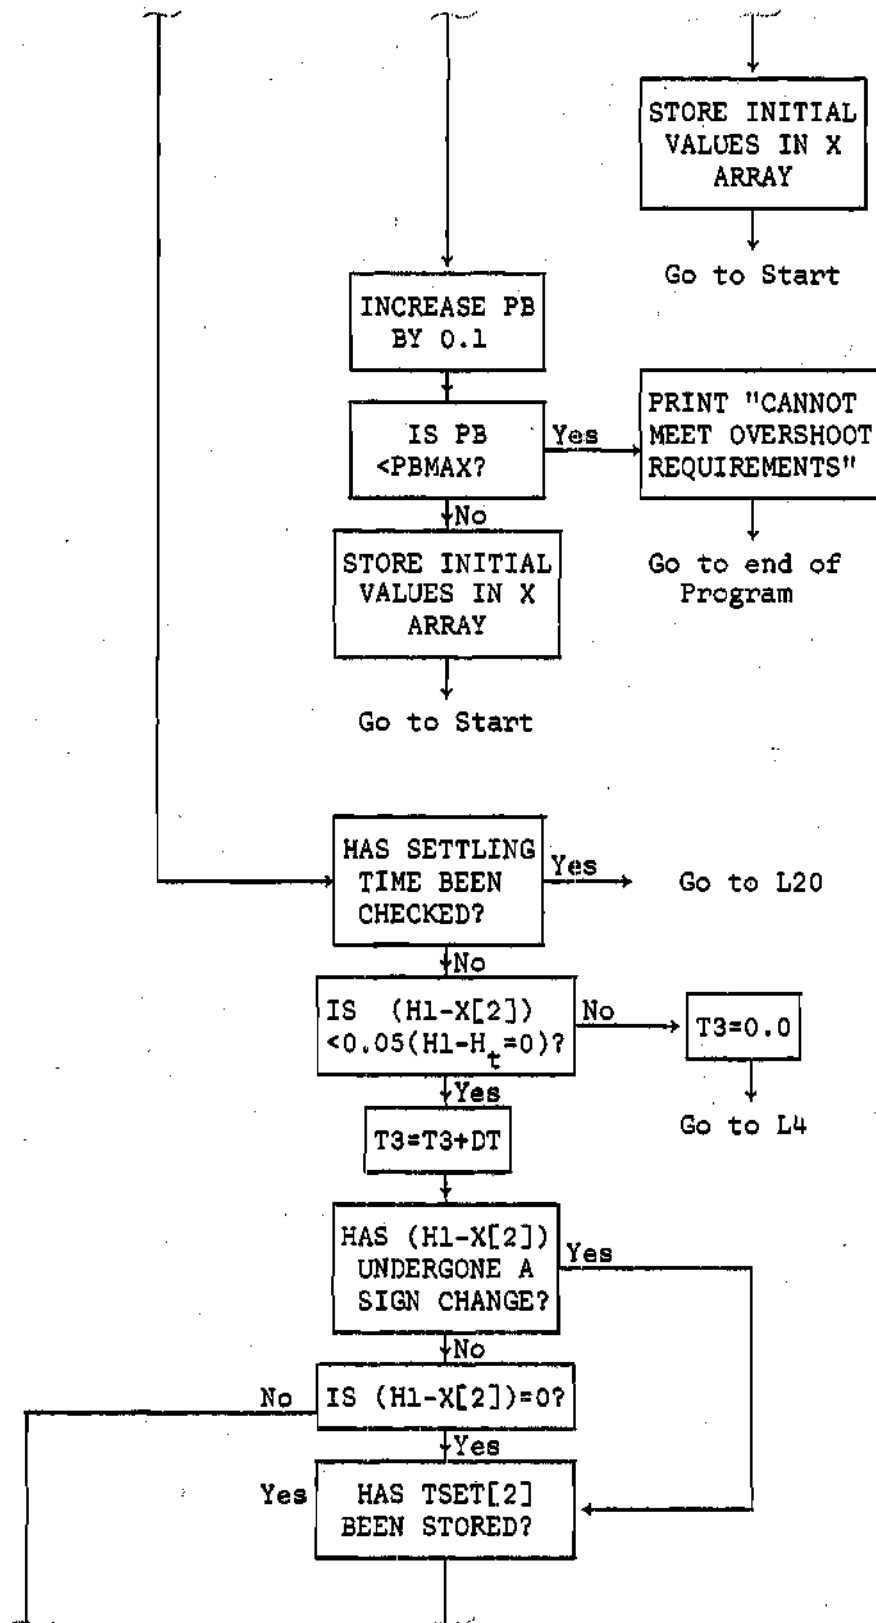 STORE INITIAL
VALUES IN X
ARRAY
Go to Start
INCREASE PB
BY 0.1
IS PB
<PBMAX?
Yes
PRINT "CANNOT
MEET OVERSHOOT
REQUIREMENTS"
No
Go to end of
Program
STORE INITIAL
VALUES IN X
ARRAY
Go to Start
HAS SETTLING
TIME BEEN
CHECKED?
Yes
Go to L20
No
IS (H1-X[2])
<0.05(H1-Ht=0)?
No
T3=0.0
Yes
Go to L4
T3=T3+DT
HAS (H1-X[2])
UNDERGONE A
SIGN CHANGE?
Yes
No
No
IS (H1-X[2])=0?
Yes
Yes
HAS TSET[2]
BEEN STORED?